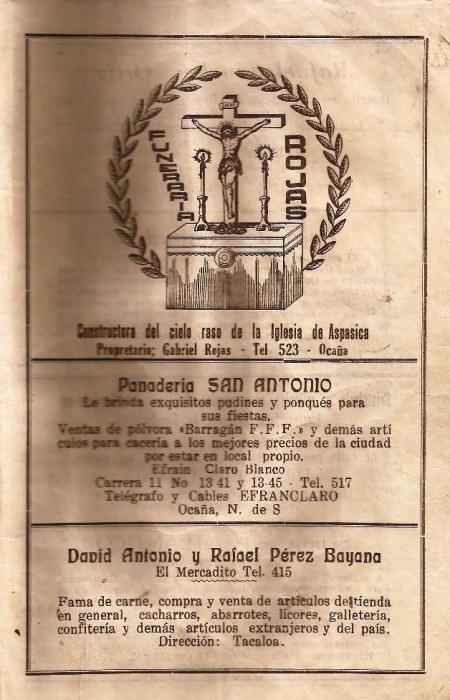 FUNERARIA ROJAS
Constructora del cielo raso de la Iglesia de Aspasica
Propretario; Gabriel Rojas - Tel 523 - Ocaña
Panadería SAN ANTONIO
Le brinda exquisitos pudines y ponqués para
sus fiestas.
Ventas de pólvora «Barragán F. F. F.» y demás artí
culos para cacería a los mejores precios de la ciudad
por estar en local propio.
Efraín Claro Blanco
Carrera 11 No 13 41 y 13-45 - Tel. 517
Telégrafo y Cables EFRANCLARO
Ocaña, N. de S
David Antonio y Rafael Pérez Bayona
El Mercadito Tel. 415
Fama de carne, compra y venta de artículos de tienda
en general, cacharros, abarrotes, licores, galletería,
confitería y demás artículos extranjeros y del país.
Dirección: Tacaloa.